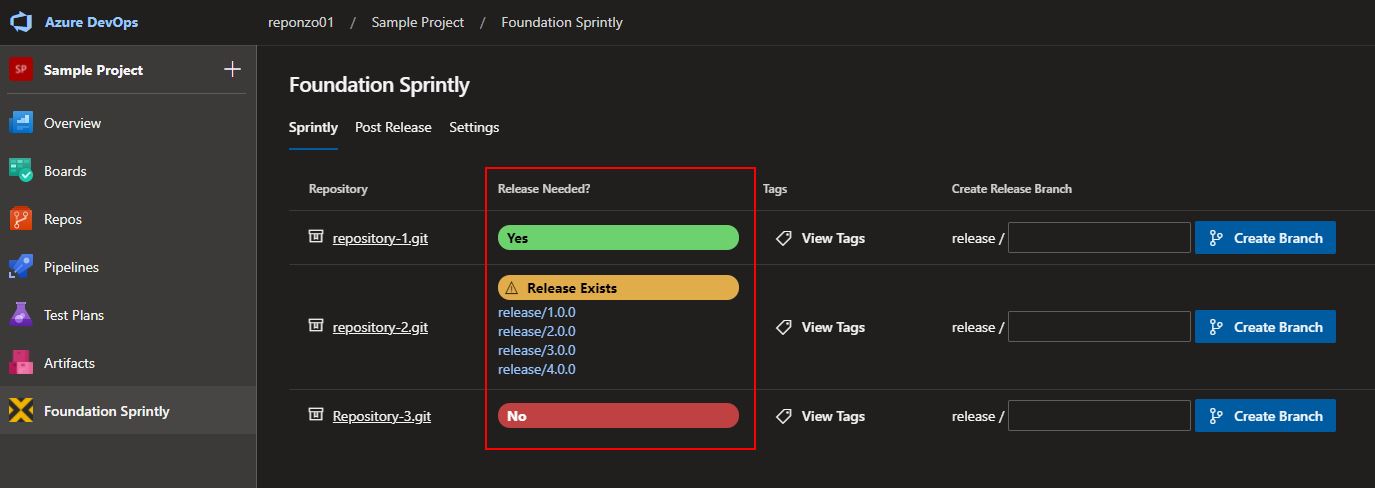 Azure DevOps
reponzo01 / Sample Project / Foundation Sprintly
SP Sample Project
Overview
Boards
Repos
Pipelines
Test Plans
Artifacts
Foundation Sprintly
Foundation Sprintly
Sprintly Post Release Settings
Repository Release Needed? Tags Create Release Branch
repository-1.git Yes View Tags release / Create Branch
Release Exists
release/1.0.0
release/2.0.0
repository-2.git View Tags release / Create Branch
release/3.0.0
release/4.0.0
Repository-3.git No View Tags release / Create Branch